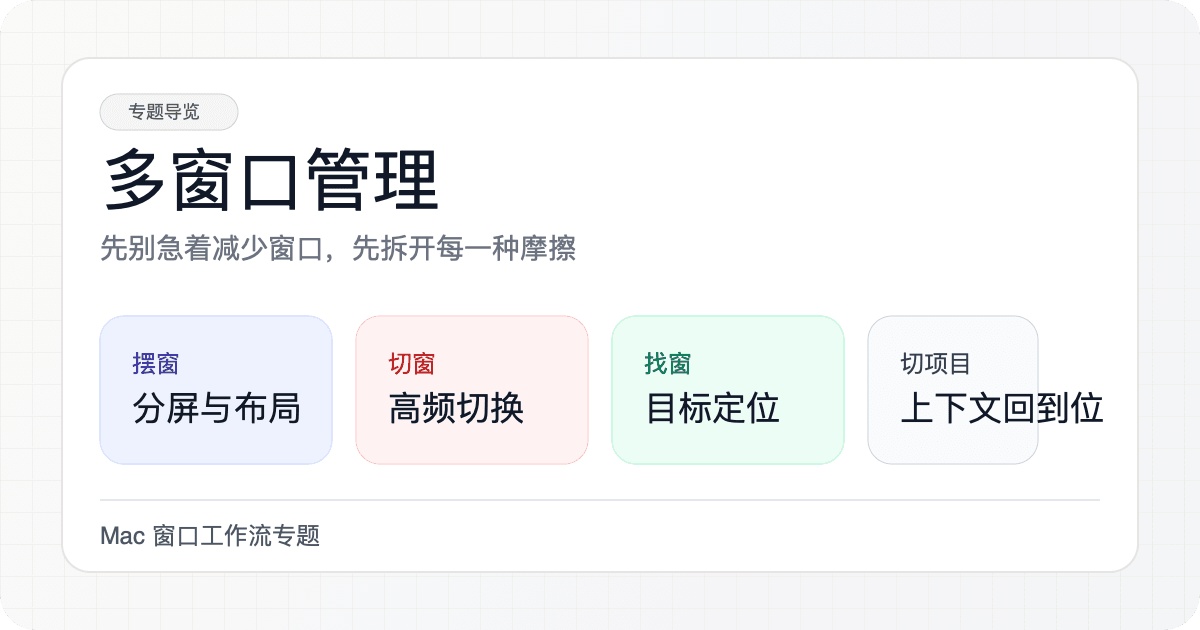 专题导览
多窗口管理
先别急着减少窗口，先拆开每一种摩擦
摆窗
分屏与布局
切窗
高频切换
找窗
目标定位
切项目
上下文回到位
Mac 窗口工作流专题